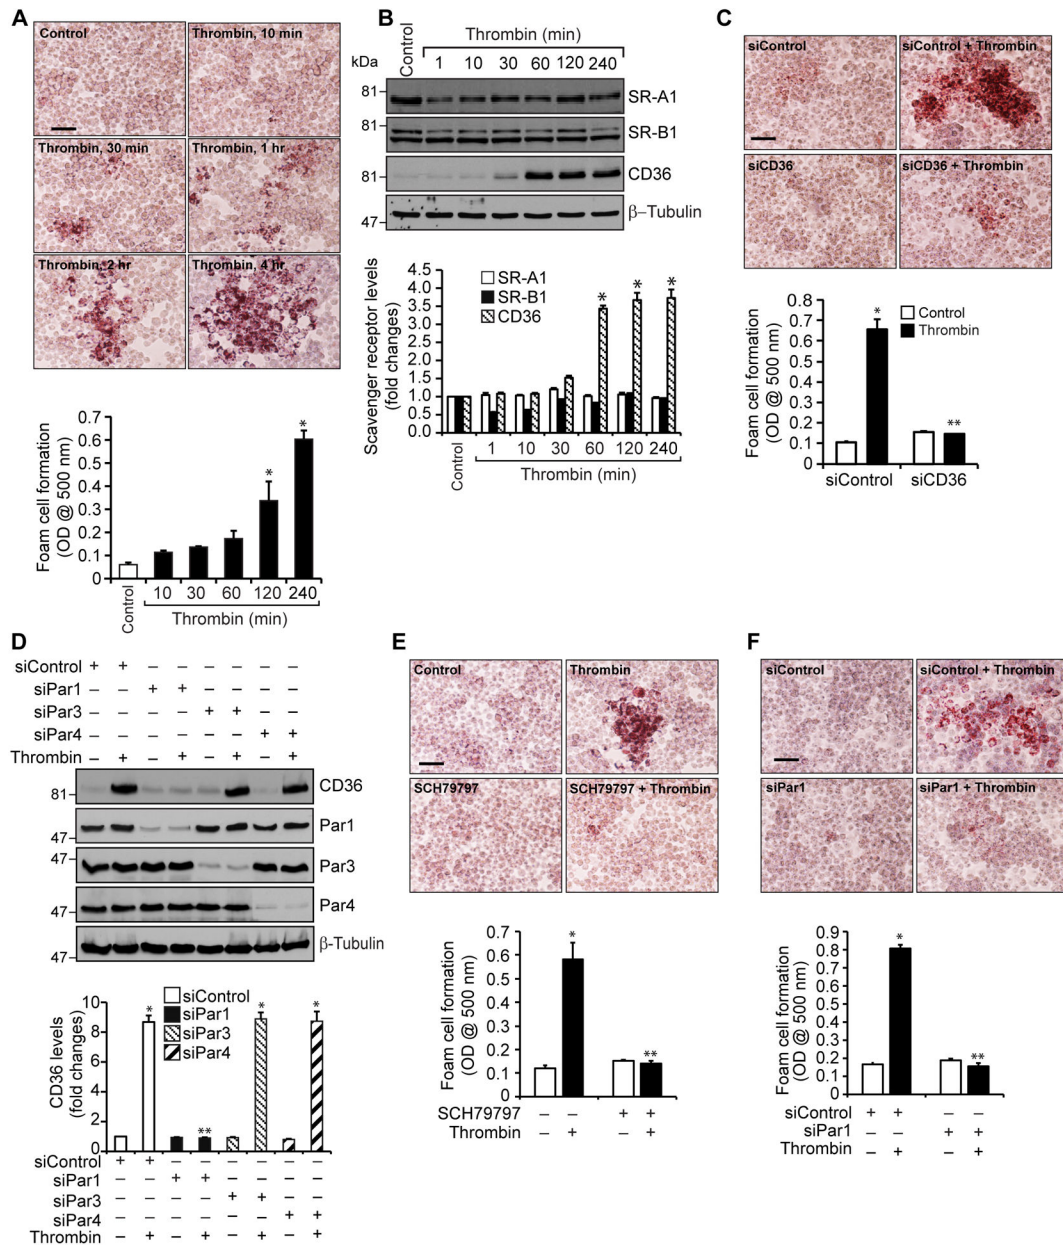 A
Control
Thrombin, 10 min
Thrombin, 30 min
Thrombin, 1 hr
Thrombin, 2 hr
Thrombin, 4 hr
Foam cell formation
(OD @ 500 nm)
0.7
0.6
0.5
0.4
0.3
0.2
0.1
0
*
*
Control
10 30 60 120 240
Thrombin (min)
B
Thrombin (min)
kDa
Control
1 10 30 60 120 240
81
SR-A1
81
SR-B1
81
CD36
47
β–Tubulin
Scavenger receptor levels
(fold changes)
4.5
4.0
3.5
3.0
2.5
2.0
1.5
1.0
0.5
0.0
SR-A1
SR-B1
CD36
* * *
Control
1 10 30 60 120 240
Thrombin (min)
C
siControl
siControl + Thrombin
siCD36
siCD36 + Thrombin
Foam cell formation
(OD @ 500 nm)
0.8
0.7
0.6
0.5
0.4
0.3
0.2
0.1
0
Control
Thrombin
*
**
siControl siCD36
D
siControl + + – – – – – –
siPar1 – – + + – – – –
siPar3 – – – – + + – –
siPar4 – – – – – – + +
Thrombin – + – + – + – +
81
CD36
47
Par1
47
Par3
47
Par4
47
β-Tubulin
CD36 levels
(fold changes)
10
8
6
4
2
0
siControl
siPar1
siPar3
siPar4
* ** * *
siControl + + – – – – – –
siPar1 – – + + – – – –
siPar3 – – – – + + – –
siPar4 – – – – – – + +
Thrombin – + – + – + – +
E
Control
Thrombin
SCH79797
SCH79797 + Thrombin
Foam cell formation
(OD @ 500 nm)
0.7
0.6
0.5
0.4
0.3
0.2
0.1
0
*
**
SCH79797 – – + +
Thrombin – + – +
F
siControl
siControl + Thrombin
siPar1
siPar1 + Thrombin
Foam cell formation
(OD @ 500 nm)
0.9
0.8
0.7
0.6
0.5
0.4
0.3
0.2
0.1
0
*
**
siControl + + – –
siPar1 – – + +
Thrombin – + – +